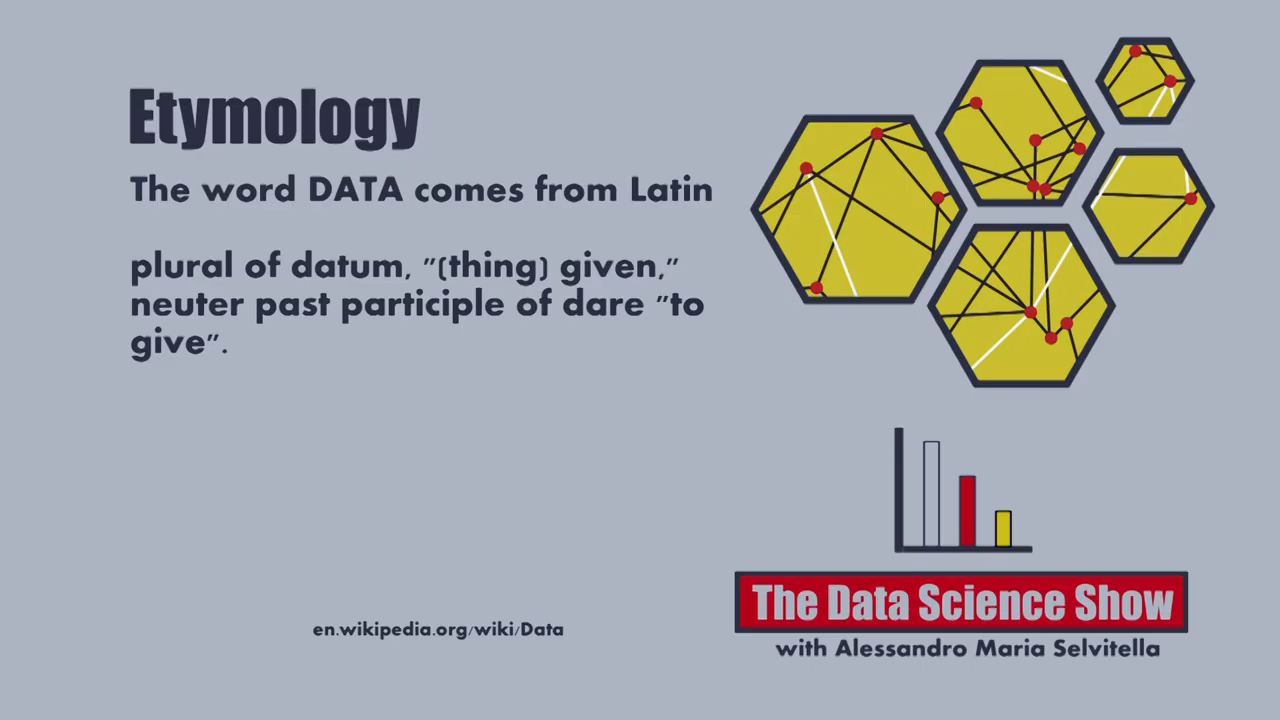 Etymology
The word DATA comes from Latin
plural of datum, "(thing) given,"
neuter past participle of dare "to
give".
en.wikipedia.org/wiki/Data
The Data Science Show
with Alessandro Maria Selvitella